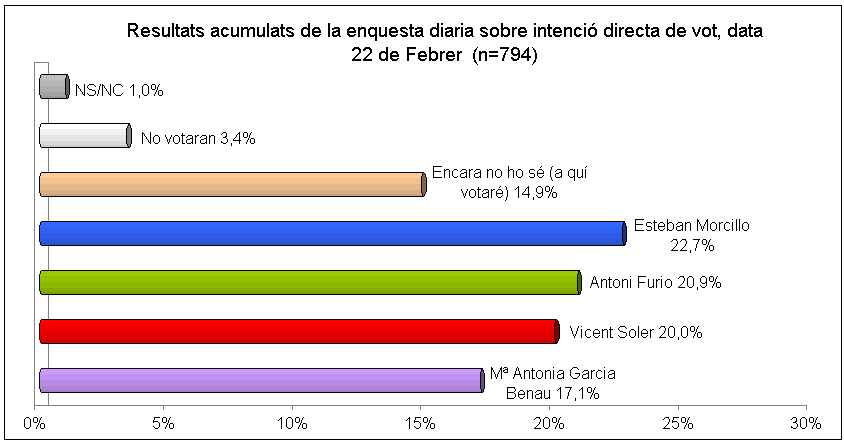 Resultats acumulats de la enquesta diaria sobre intenció directa de vot, data
22 de Febrer (n=794)
NS/NC 1,0%
No votaran 3,4%
Encara no ho sé (a quí
votaré) 14,9%
Esteban Morcillo
22,7%
Antoni Furio 20,9%
Vicent Soler 20,0%
Mª Antonia Garcia
Benau 17,1%
0% 5% 10% 15% 20% 25% 30%